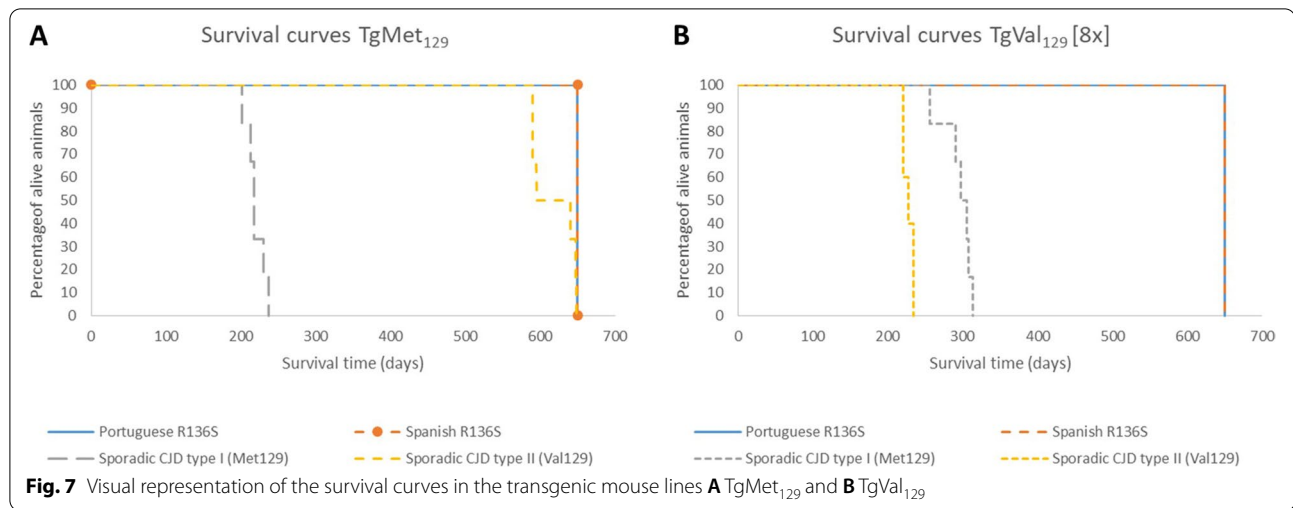 A
Survival curves TgMet₁₂₉
Percentageof alive animals
100
90
80
70
60
50
40
30
20
10
0
0 100 200 300 400 500 600 700
Survival time (days)
Portuguese R136S
Spanish R136S
Sporadic CJD type I (Met129)
Sporadic CJD type II (Val129)
B
Survival curves TgVal₁₂₉ [8x]
Percentageof alive animals
100
90
80
70
60
50
40
30
20
10
0
0 100 200 300 400 500 600 700
Survival time (days)
Portuguese R136S
Spanish R136S
Sporadic CJD type I (Met129)
Sporadic CJD type II (Val129)
Fig. 7 Visual representation of the survival curves in the transgenic mouse lines A TgMet₁₂₉ and B TgVal₁₂₉